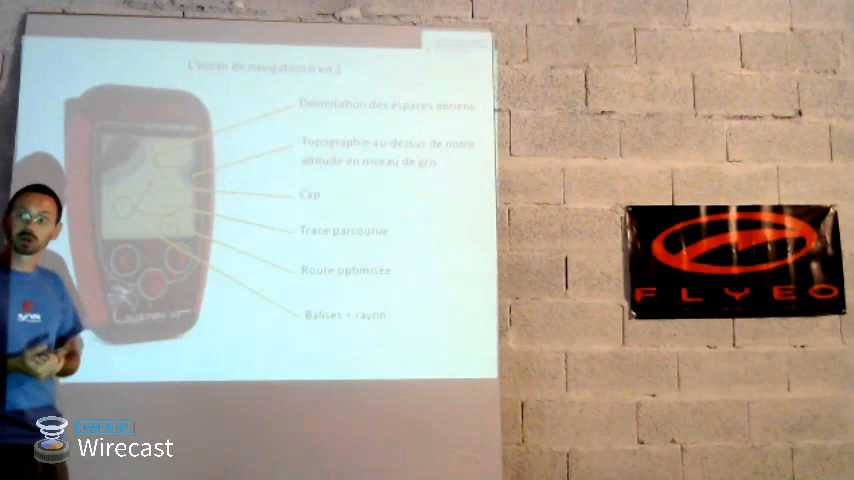 L'écran de navigation 6 en 1
Délimitation des espaces aériens
Topographie au-dessus de notre
altitude en niveau de gris
Cap
Trace parcourue
Route optimisée
Balises + rayon
FLYEO
Wirecast